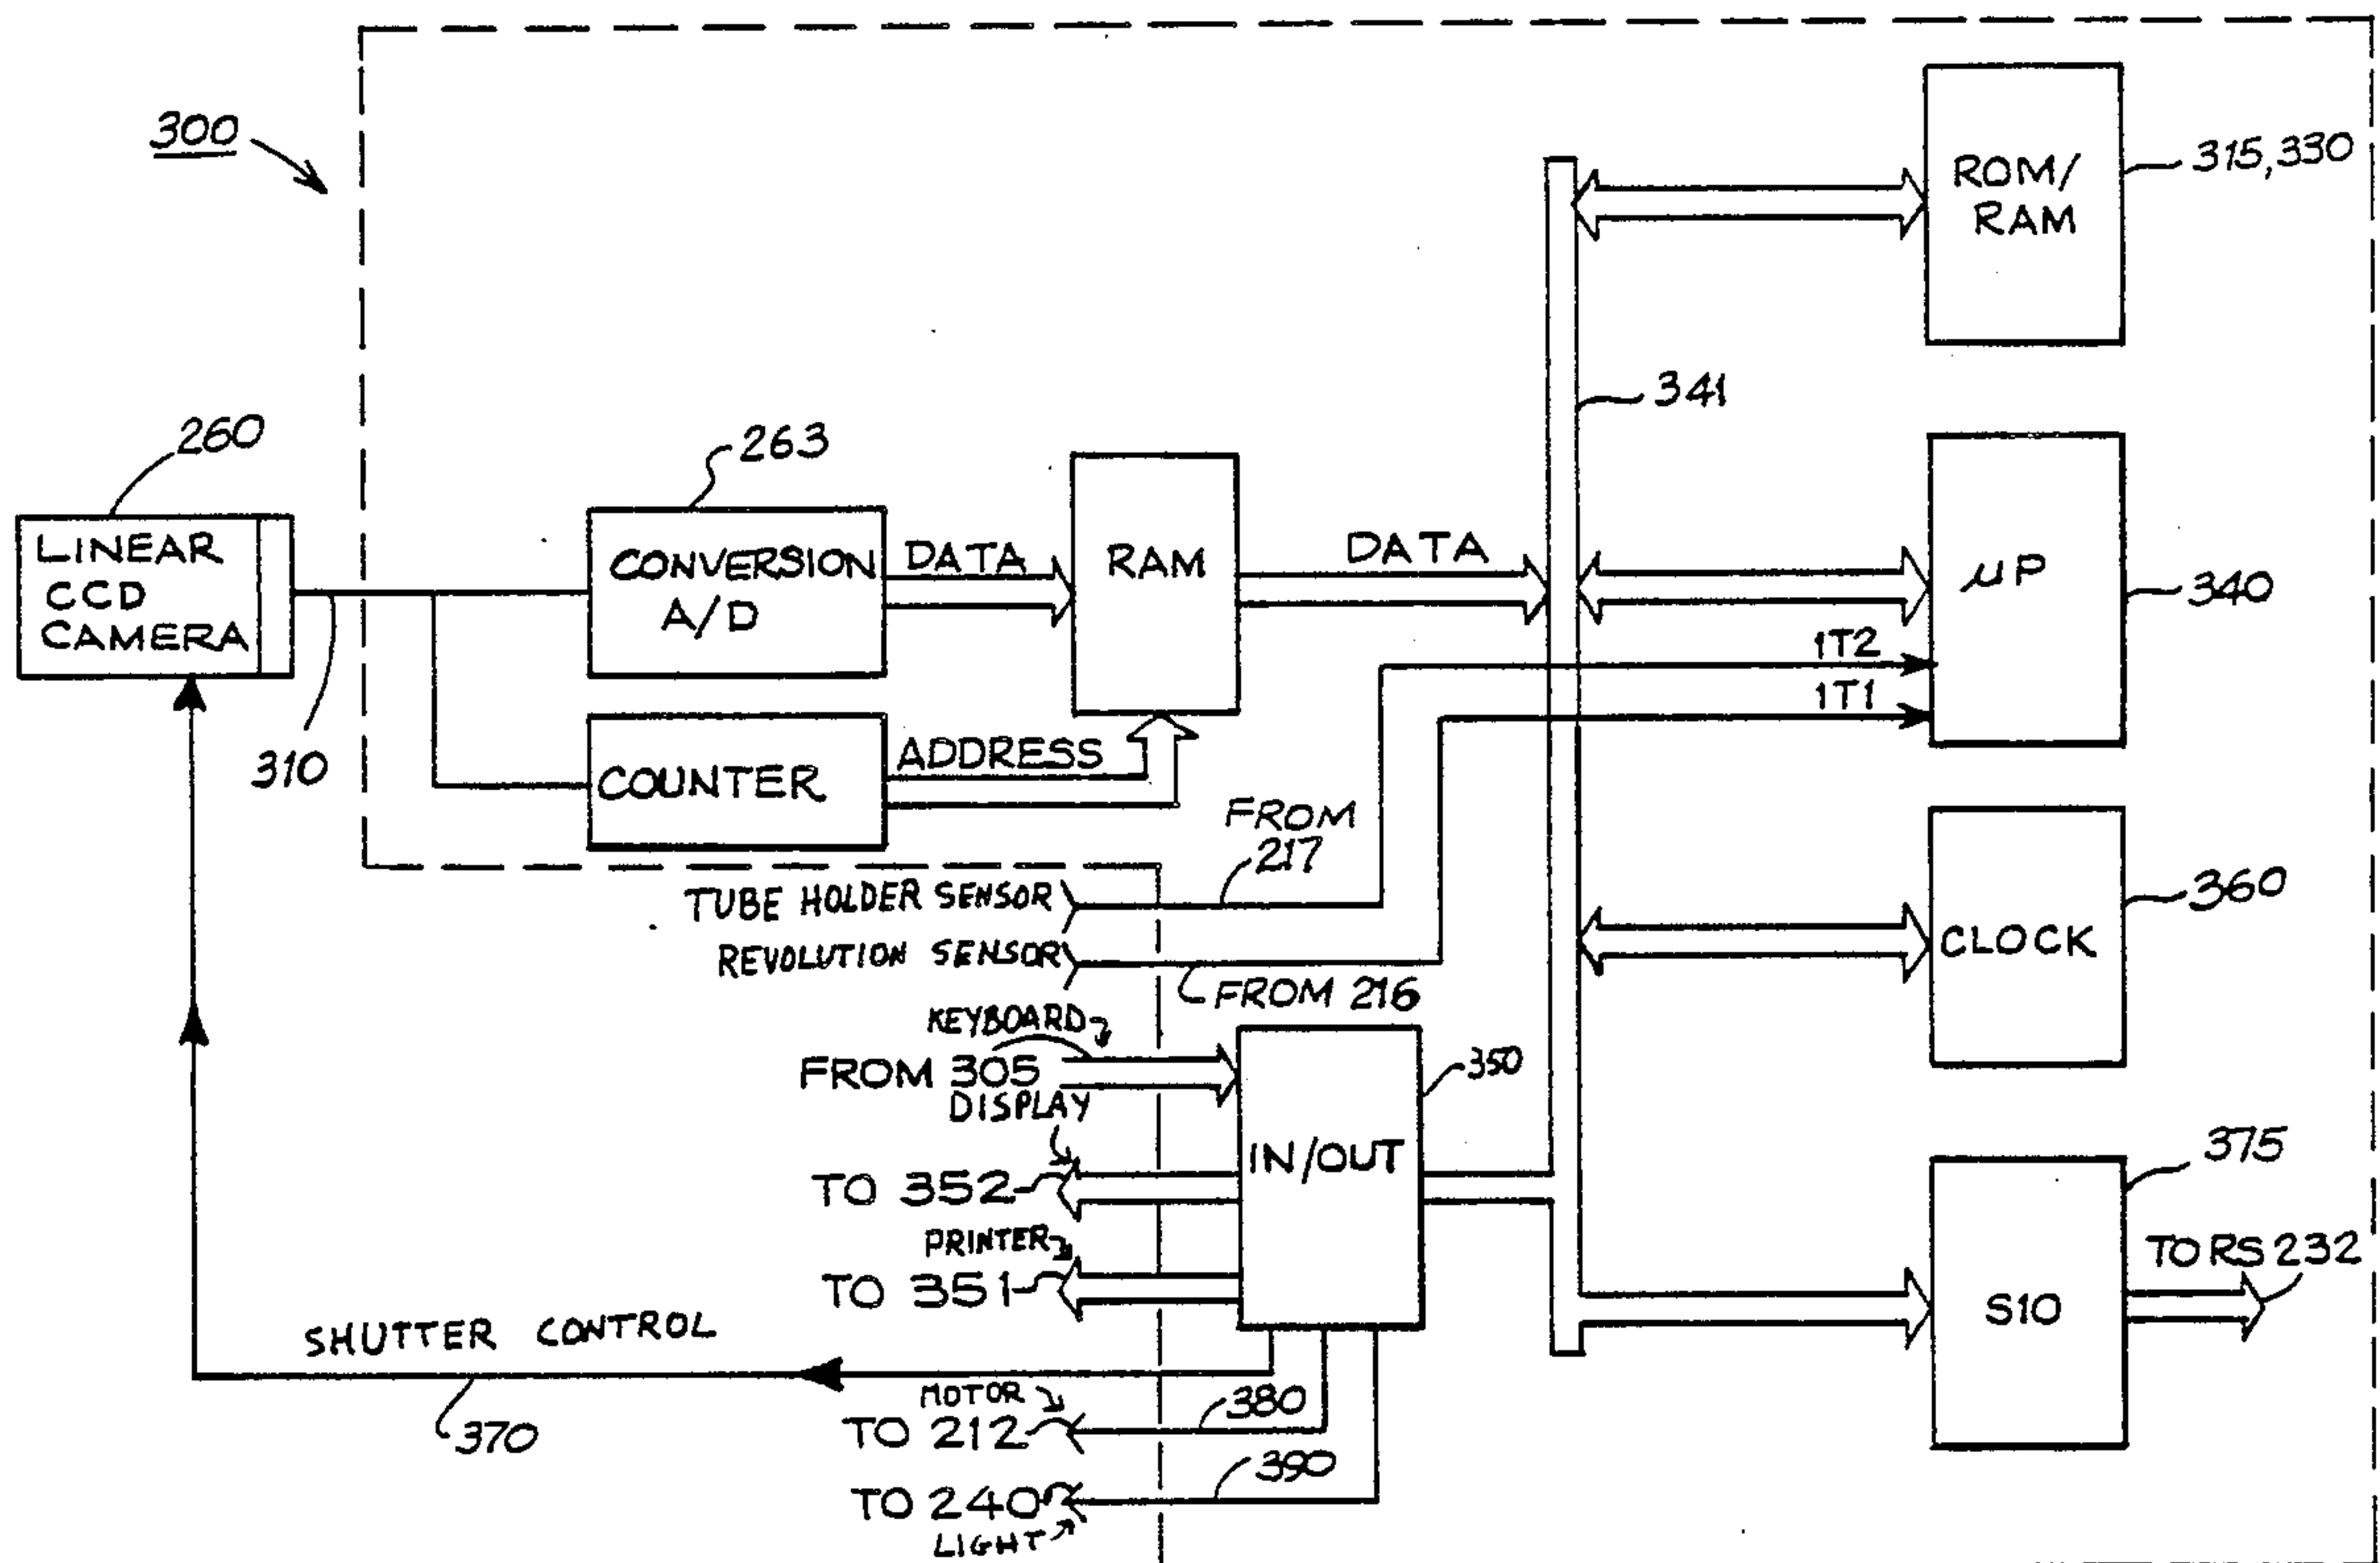 300
ROM/
RAM
315,330
341
260
263
LINEAR
CCD
CAMERA
CONVERSION
A/D
DATA
RAM
DATA
µP
340
1T2
1T1
310
COUNTER
ADDRESS
FROM
217
TUBE HOLDER SENSOR
REVOLUTION SENSOR
FROM 216
CLOCK
360
KEYBOARD
FROM 305
DISPLAY
350
IN/OUT
TO 352
PRINTER
TO 351
375
S10
TO RS 232
SHUTTER CONTROL
370
MOTOR
TO 212
380
TO 240
390
LIGHT